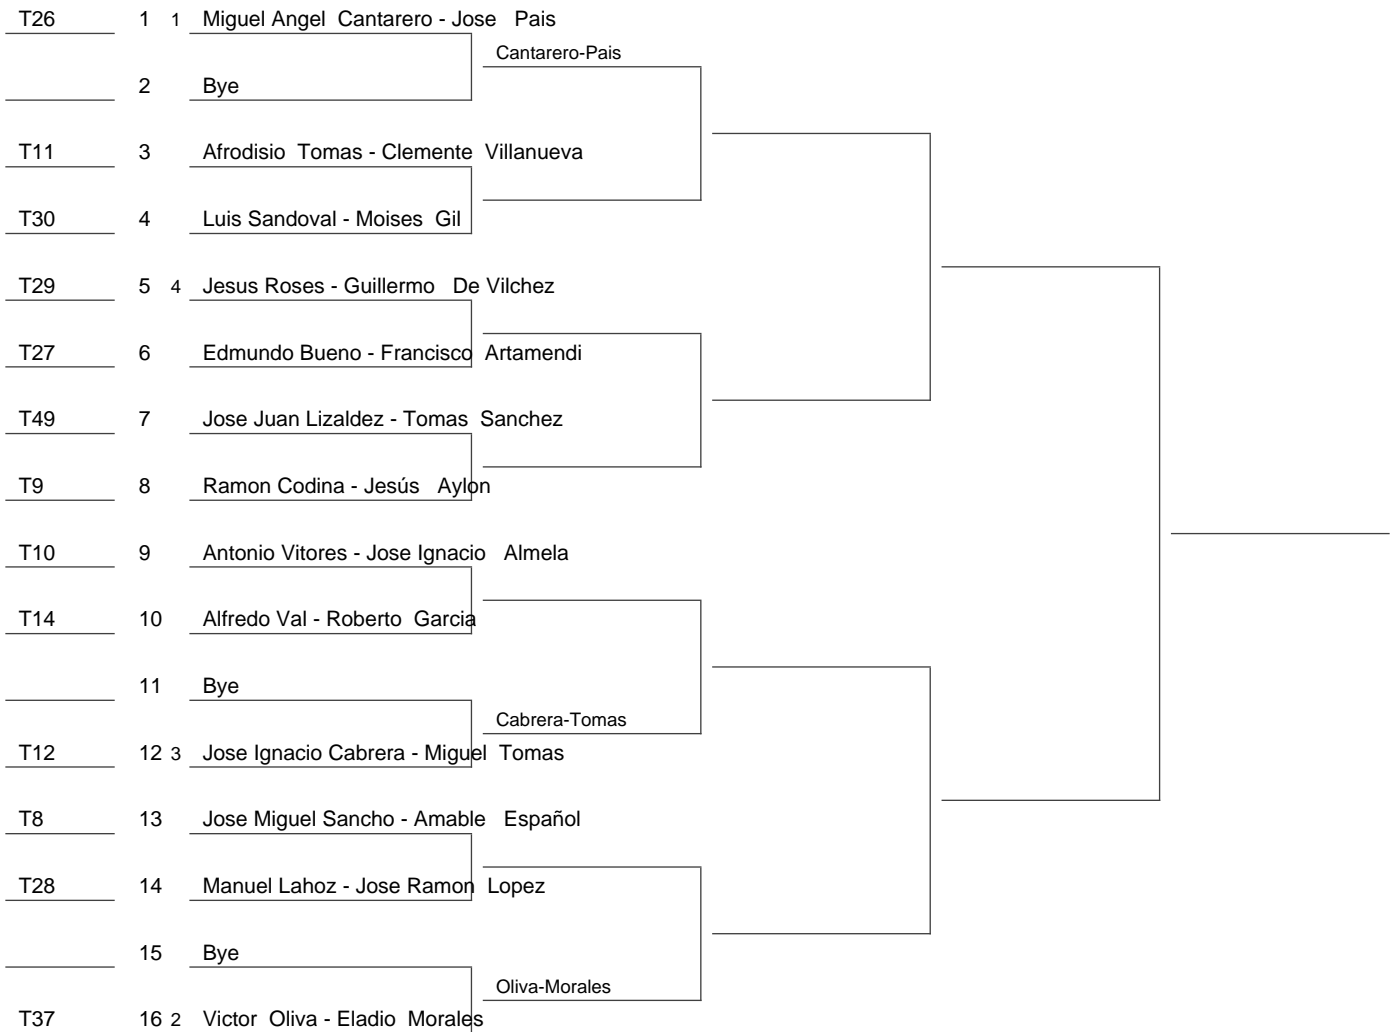 T26 1 1 Miguel Angel Cantarero - Jose Pais
Cantarero-Pais
2 Bye
T11 3 Afrodisio Tomas - Clemente Villanueva
T30 4 Luis Sandoval - Moises Gil
T29 5 4 Jesus Roses - Guillermo De Vilchez
T27 6 Edmundo Bueno - Francisco Artamendi
T49 7 Jose Juan Lizaldez - Tomas Sanchez
T9 8 Ramon Codina - Jesús Aylon
T10 9 Antonio Vitores - Jose Ignacio Almela
T14 10 Alfredo Val - Roberto Garcia
11 Bye
Cabrera-Tomas
T12 12 3 Jose Ignacio Cabrera - Miguel Tomas
T8 13 Jose Miguel Sancho - Amable Español
T28 14 Manuel Lahoz - Jose Ramon Lopez
15 Bye
Oliva-Morales
T37 16 2 Victor Oliva - Eladio Morales